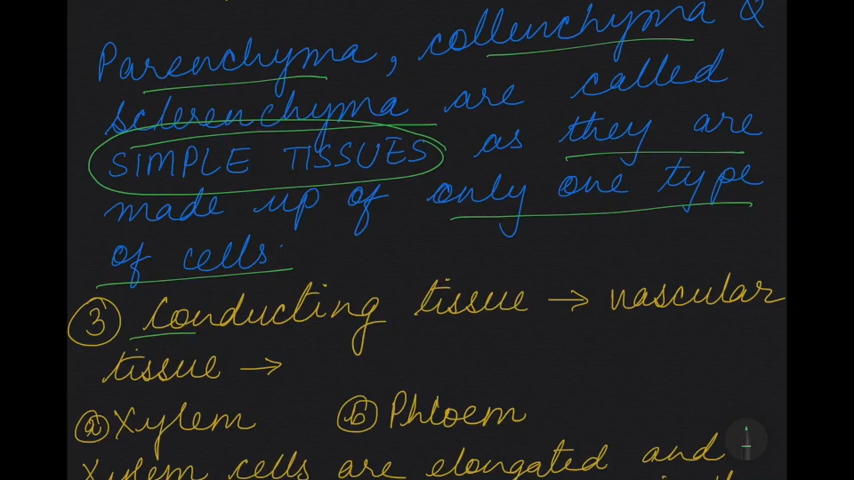 Parenchyma, collenchyma &
sclerenchyma are called
SIMPLE TISSUES as they are
made up of only one type
of cells.
③ Conducting tissue → vascular
tissue →
ⓐ Xylem ⓑ Phloem
Xylem cells are elongated and